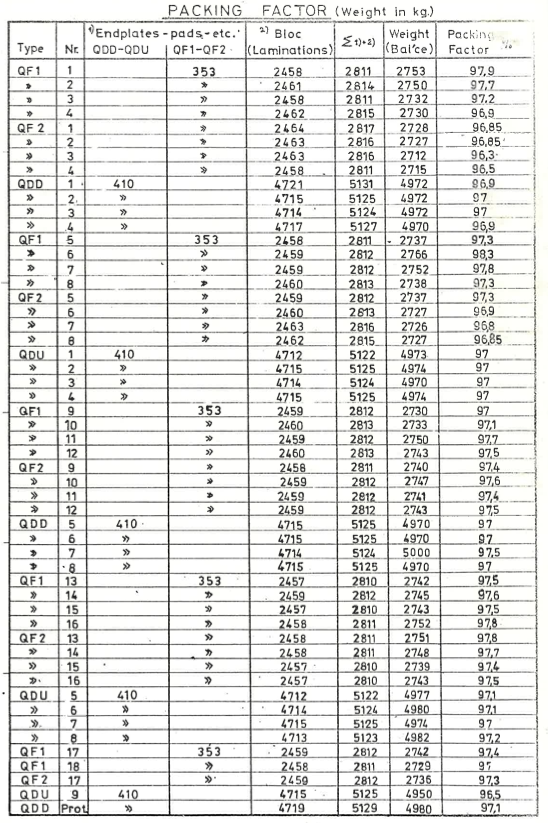 PACKING FACTOR (Weight in kg.)
Type Nr. 1) Endplates-pads,-etc. QDD-QDU QF1-QF2 2) Bloc (Laminations) Σ 1)+2) Weight (Bal'ce) Packing Factor %
QF1 1 353 2458 2811 2753 97,9
» 2 » 2461 2814 2750 97,7
» 3 » 2458 2811 2732 97,2
» 4 » 2462 2815 2730 96,9
QF2 1 » 2464 2817 2728 96,85
» 2 » 2463 2816 2727 96,85
» 3 » 2463 2816 2712 96,3
» 4 » 2458 2811 2715 96,5
QDD 1 410 4721 5131 4972 96,9
» 2 » 4715 5125 4972 97
» 3 » 4714 5124 4972 97
» 4 » 4717 5127 4970 96,9
QF1 5 353 2458 2811 2737 97,3
» 6 » 2459 2812 2766 98,3
» 7 » 2459 2812 2752 97,8
» 8 » 2460 2813 2738 97,3
QF2 5 » 2459 2812 2737 97,3
» 6 » 2460 2813 2727 96,9
» 7 » 2463 2816 2726 96,8
» 8 » 2462 2815 2727 96,85
QDU 1 410 4712 5122 4973 97
» 2 » 4715 5125 4974 97
» 3 » 4714 5124 4970 97
» 4 » 4715 5125 4974 97
QF1 9 353 2459 2812 2730 97
» 10 » 2460 2813 2733 97,1
» 11 » 2459 2812 2750 97,7
» 12 » 2460 2813 2743 97,5
QF2 9 » 2458 2811 2740 97,4
» 10 » 2459 2812 2747 97,6
» 11 » 2459 2812 2741 97,4
» 12 » 2459 2812 2743 97,5
QDD 5 410 4715 5125 4970 97
» 6 » 4715 5125 4970 97
» 7 » 4714 5124 5000 97,5
» 8 » 4715 5125 4970 97
QF1 13 353 2457 2810 2742 97,5
» 14 » 2459 2812 2745 97,6
» 15 » 2457 2810 2743 97,5
» 16 » 2458 2811 2752 97,8
QF2 13 » 2458 2811 2751 97,8
» 14 » 2458 2811 2748 97,7
» 15 » 2457 2810 2739 97,4
» 16 » 2457 2810 2743 97,5
QDU 5 410 4712 5122 4977 97,1
» 6 » 4714 5124 4980 97,1
» 7 » 4715 5125 4974 97
» 8 » 4713 5123 4982 97,2
QF1 17 353 2459 2812 2742 97,4
QF1 18 » 2458 2811 2729 97
QF2 17 » 2459 2812 2736 97,3
QDU 9 410 4715 5125 4950 96,5
QDD Prot. » 4719 5129 4980 97,1